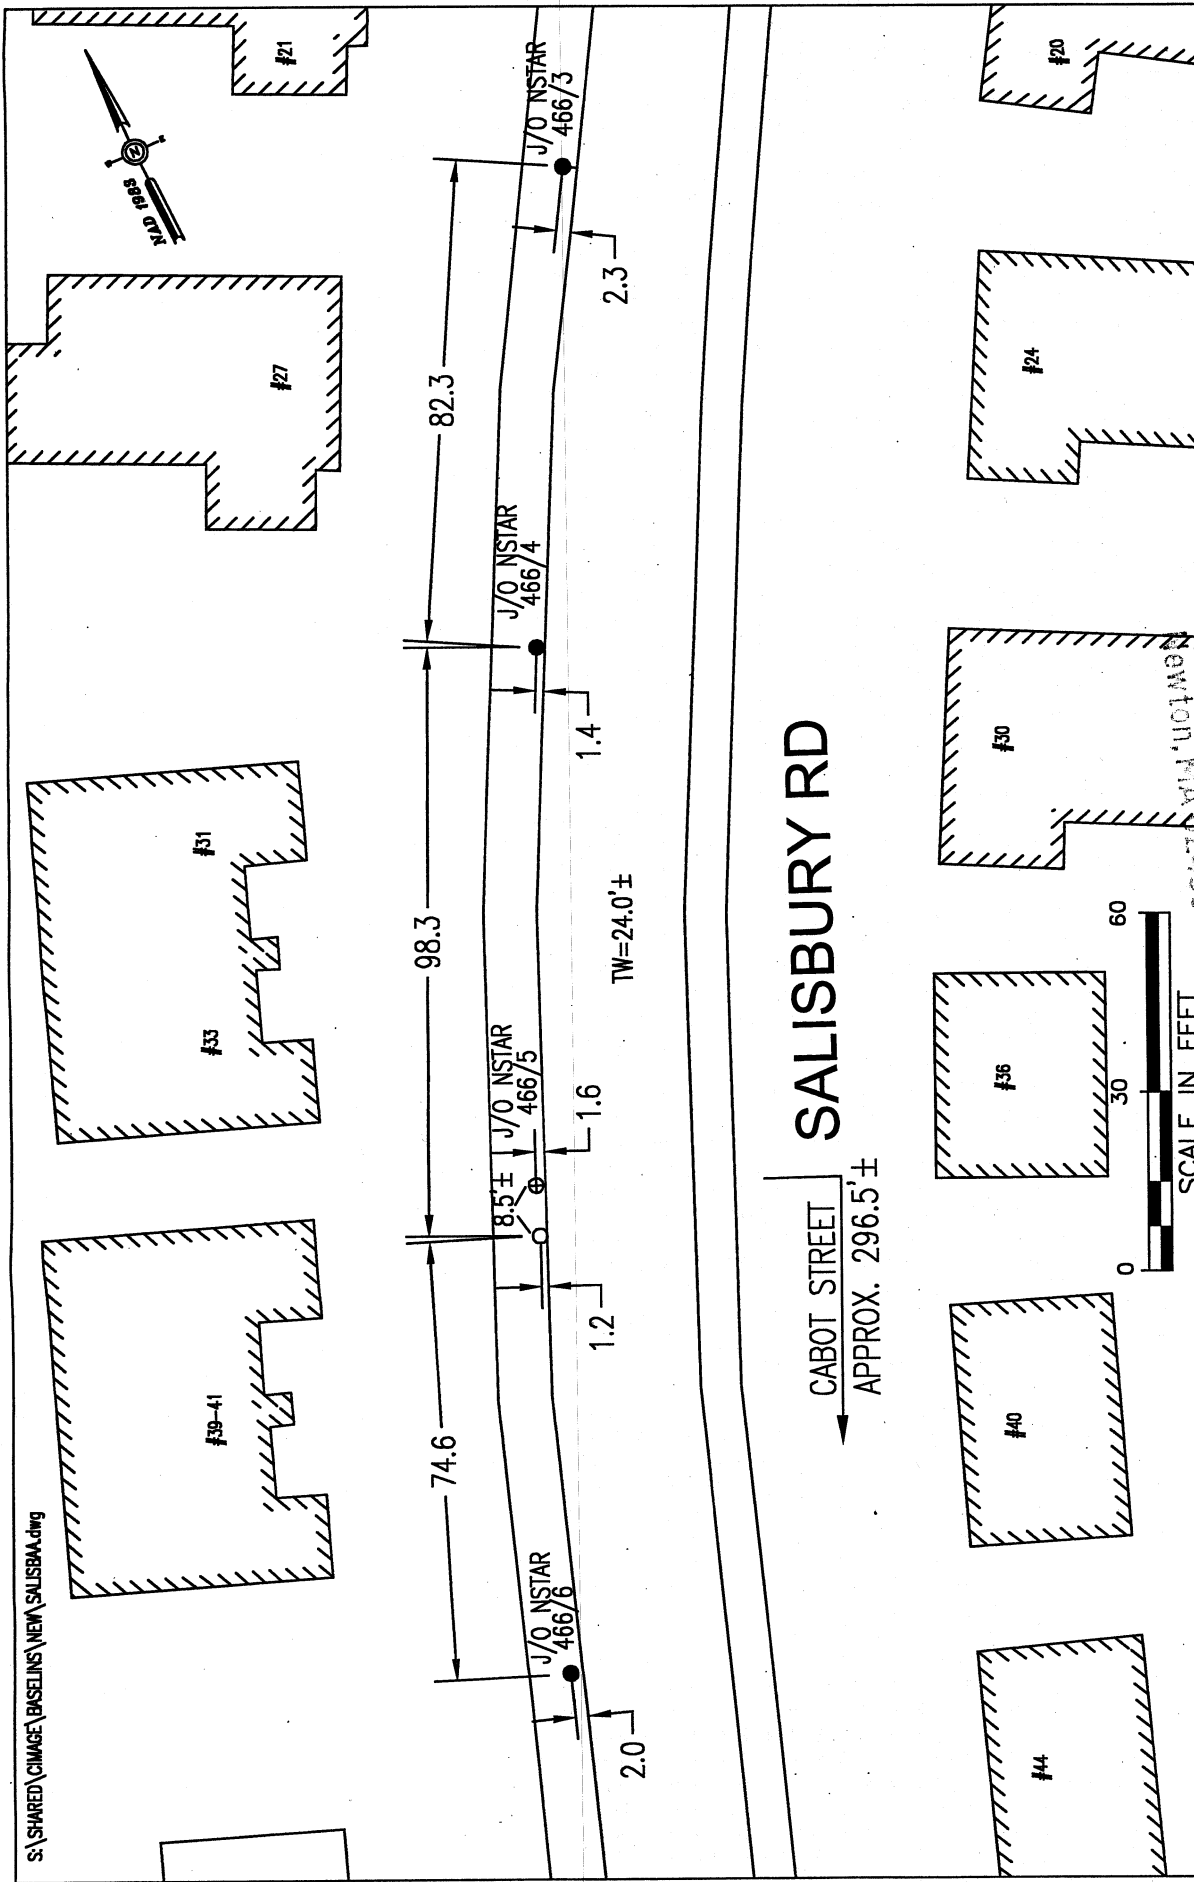 S:\SHARED\CIMAGE\BASELINS\NEW\SALISBAA.dwg
NAD 1983
N
#39-41
#33
#31
#27
#21
74.6
98.3
82.3
J/O NSTAR
466/6
8.5'±
J/O NSTAR
466/5
J/O NSTAR
466/4
J/O NSTAR
466/3
2.0
1.2
1.6
1.4
2.3
TW=24.0'±
SALISBURY RD
CABOT STREET
APPROX. 296.5'±
#44
#40
#36
#30
#24
#20
0
30
60
SCALE IN FEET
Newton, MA